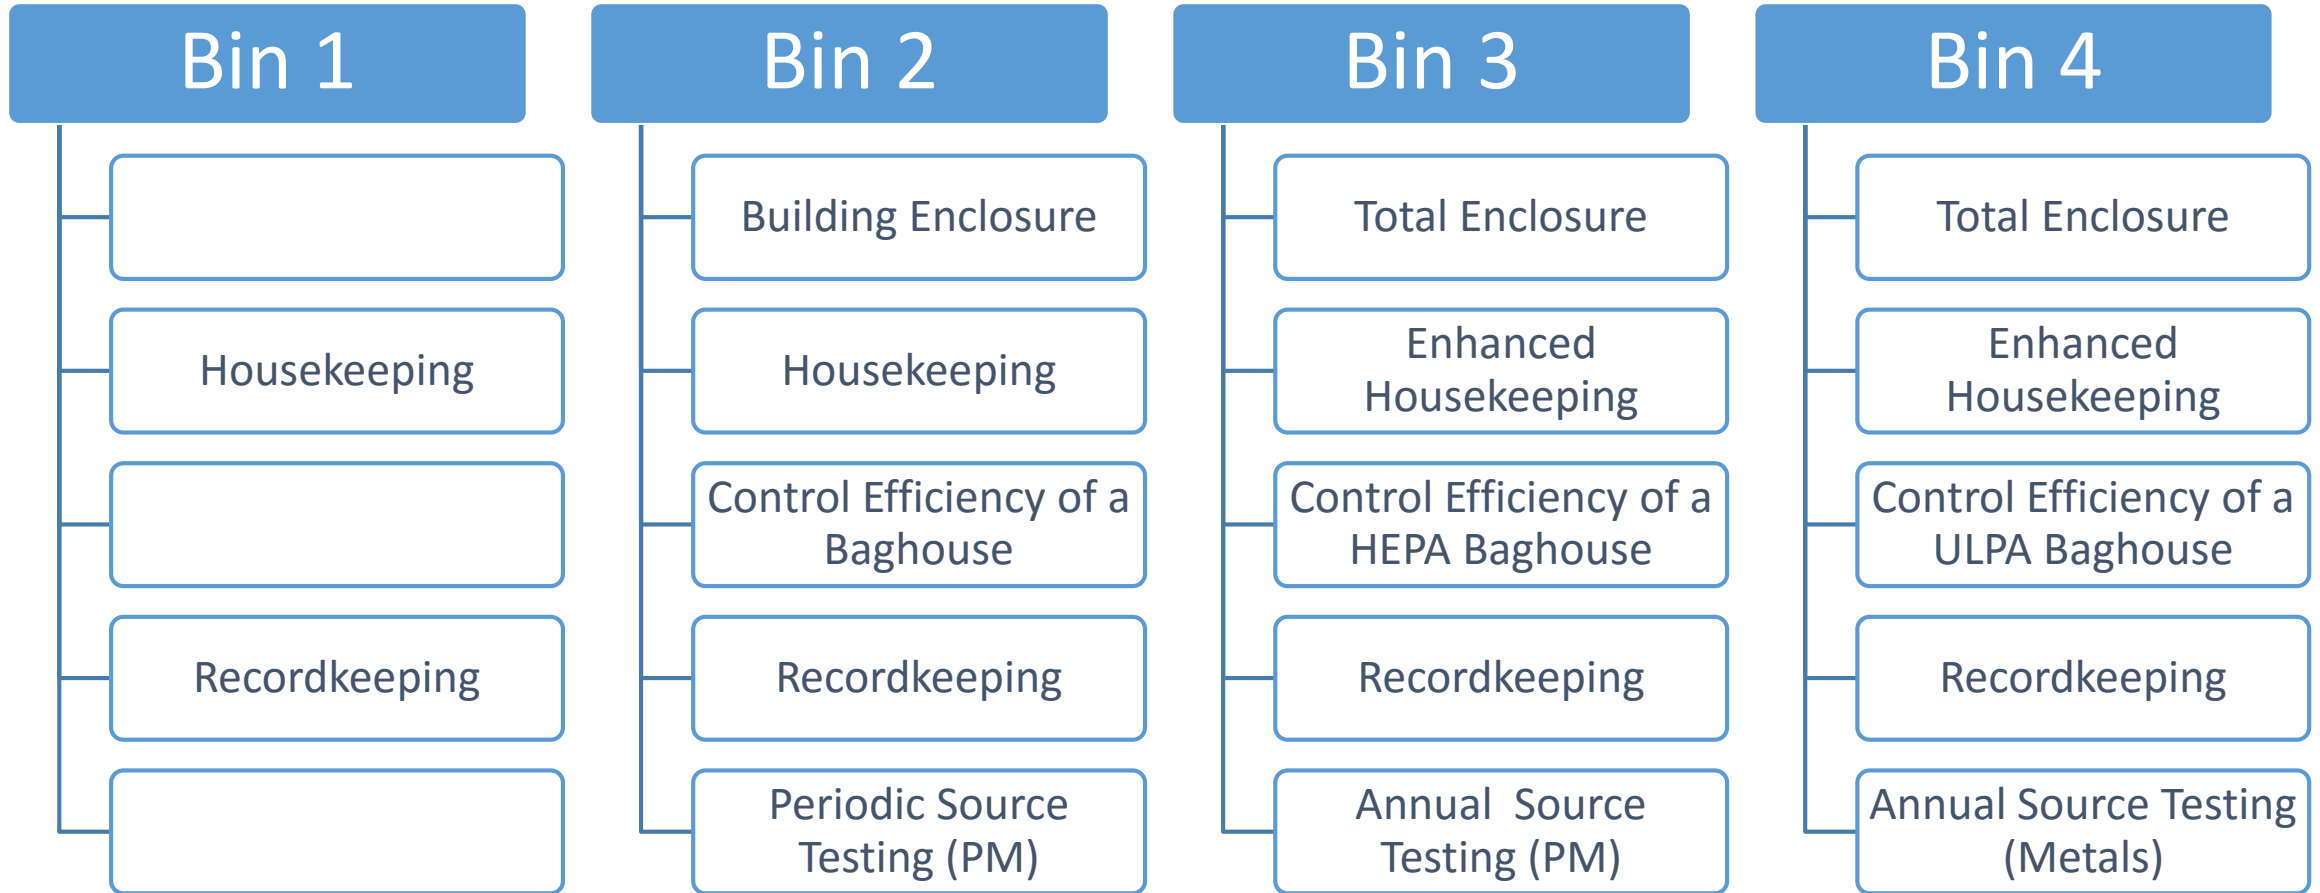 Bin 1
Housekeeping
Recordkeeping
Bin 2
Building Enclosure
Housekeeping
Control Efficiency of a
Baghouse
Recordkeeping
Periodic Source
Testing (PM)
Bin 3
Total Enclosure
Enhanced
Housekeeping
Control Efficiency of a
HEPA Baghouse
Recordkeeping
Annual  Source
Testing (PM)
Bin 4
Total Enclosure
Enhanced
Housekeeping
Control Efficiency of a
ULPA Baghouse
Recordkeeping
Annual Source Testing
(Metals)